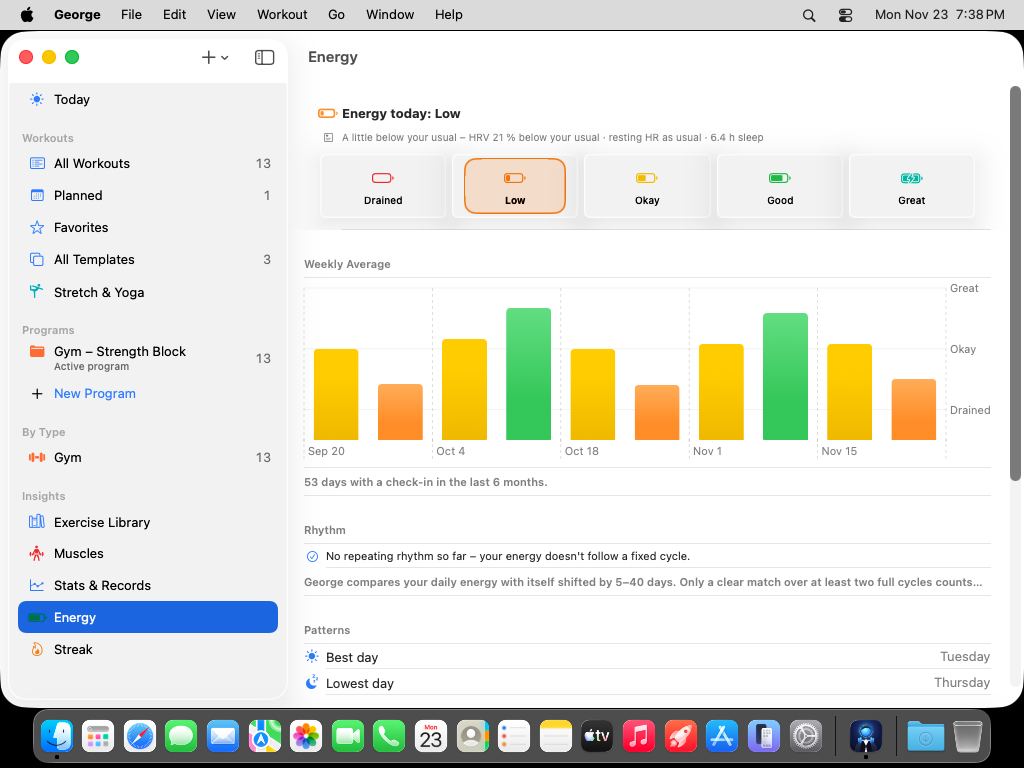 George File Edit View Workout Go Window Help Mon Nov 23 7:38 PM
Energy
Today
Workouts
All Workouts 13
Planned 1
Favorites
All Templates 3
Stretch & Yoga
Programs
Gym – Strength Block 13
Active program
New Program
By Type
Gym 13
Insights
Exercise Library
Muscles
Stats & Records
Energy
Streak
Energy today: Low
A little below your usual – HRV 21 % below your usual · resting HR as usual · 6.4 h sleep
Drained Low Okay Good Great
Weekly Average
Great
Okay
Drained
Sep 20 Oct 4 Oct 18 Nov 1 Nov 15
53 days with a check-in in the last 6 months.
Rhythm
No repeating rhythm so far – your energy doesn't follow a fixed cycle.
George compares your daily energy with itself shifted by 5–40 days. Only a clear match over at least two full cycles counts...
Patterns
Best day Tuesday
Lowest day Thursday
Mon
23
tv